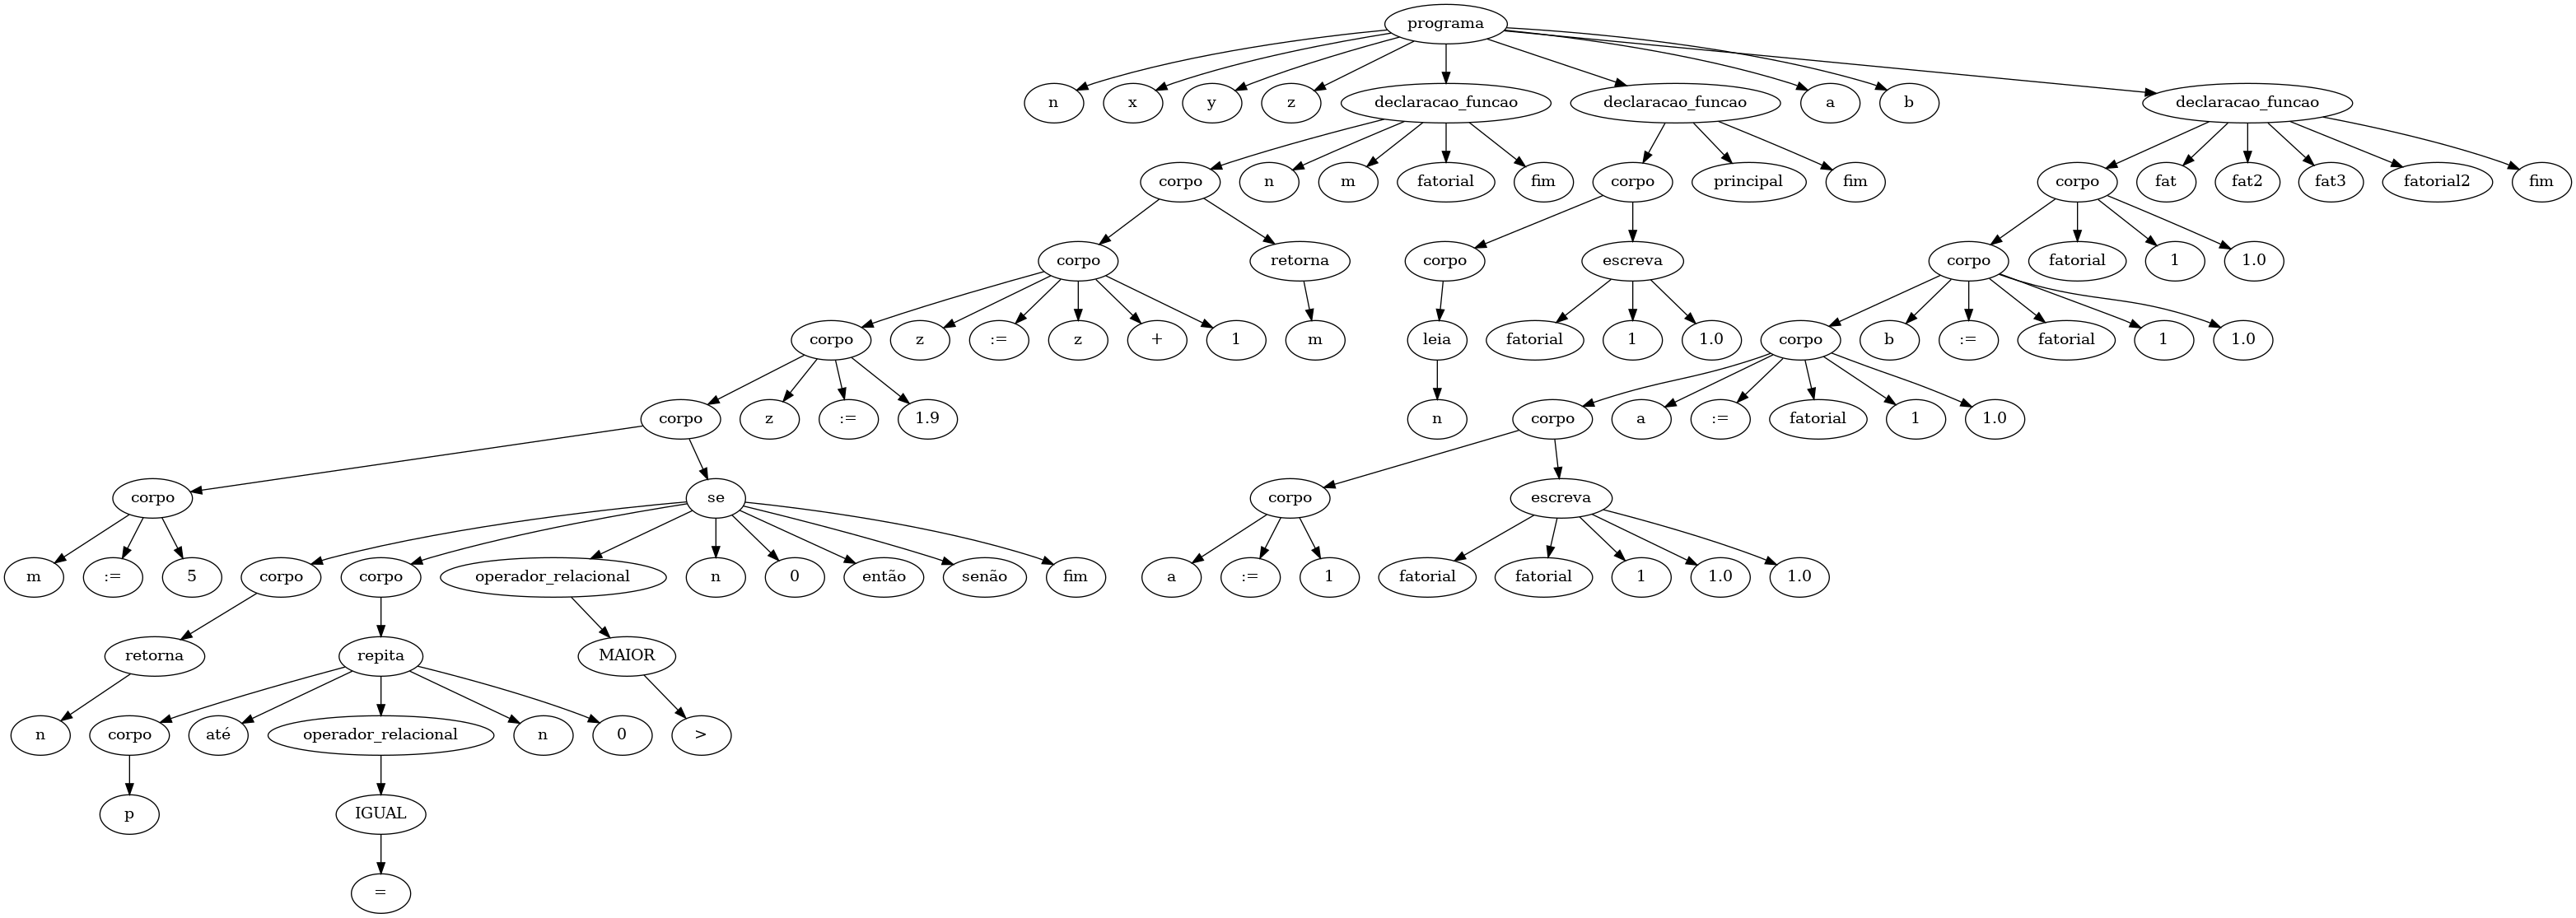 programa
n x y z declaracao_funcao declaracao_funcao a b declaracao_funcao
corpo n m fatorial fim corpo principal fim corpo fat fat2 fat3 fatorial2 fim
corpo retorna corpo escreva corpo fatorial 1 1.0
corpo z := z + 1 m leia fatorial 1 1.0 corpo b := fatorial 1 1.0
corpo z := 1.9 n corpo a := fatorial 1 1.0
corpo se corpo escreva
m := 5 corpo corpo operador_relacional n 0 então senão fim a := 1 fatorial fatorial 1 1.0 1.0
retorna repita MAIOR
n corpo até operador_relacional n 0 >
p IGUAL
=